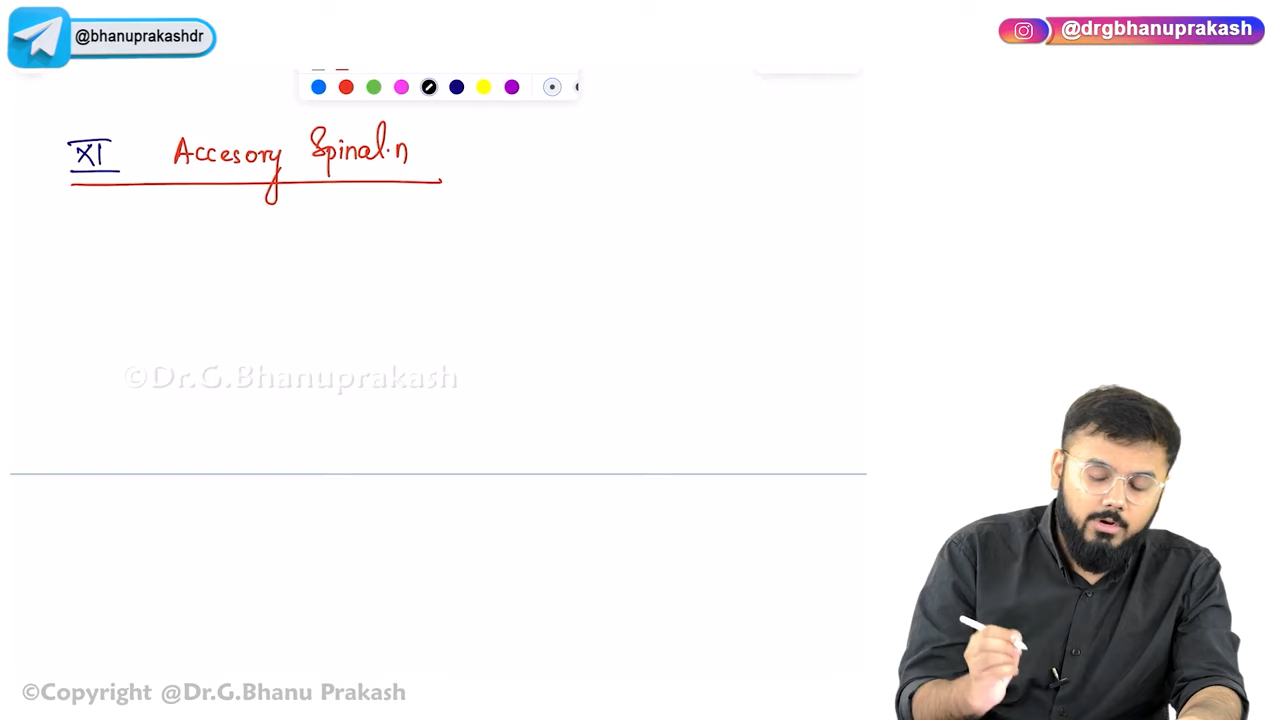 @bhanuprakashdr
@drgbhanuprakash
XI Accesory Spinal.n
©Dr.G.Bhanuprakash
©Copyright @Dr.G.Bhanu Prakash